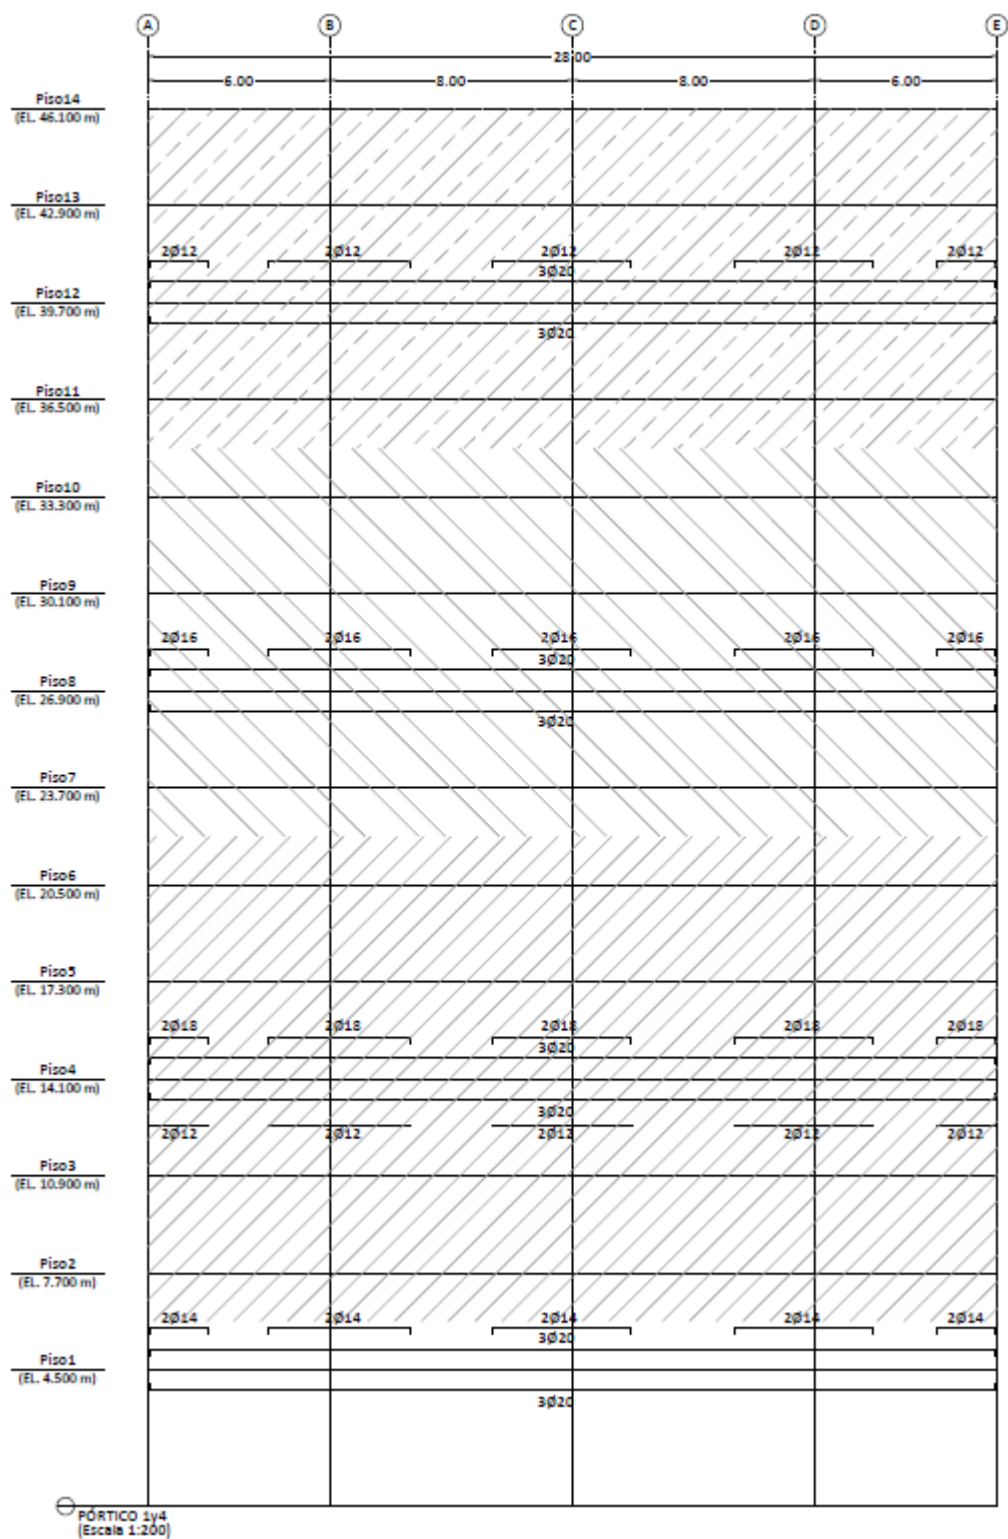 A B C D E
28.00
6.00 8.00 8.00 6.00
Piso14
(EL. 46.100 m)
Piso13
(EL. 42.900 m)
2Ø12 2Ø12 2Ø12 2Ø12 2Ø12
3Ø20
Piso12
(EL. 39.700 m)
3Ø20
Piso11
(EL. 36.500 m)
Piso10
(EL. 33.300 m)
Piso9
(EL. 30.100 m)
2Ø16 2Ø16 2Ø16 2Ø16 2Ø16
3Ø20
Piso8
(EL. 26.900 m)
3Ø20
Piso7
(EL. 23.700 m)
Piso6
(EL. 20.500 m)
Piso5
(EL. 17.300 m)
2Ø18 2Ø18 2Ø18 2Ø18 2Ø18
3Ø20
Piso4
(EL. 14.100 m)
3Ø20
2Ø12 2Ø12 2Ø12 2Ø12 2Ø12
Piso3
(EL. 10.900 m)
Piso2
(EL. 7.700 m)
2Ø14 2Ø14 2Ø14 2Ø14 2Ø14
3Ø20
Piso1
(EL. 4.500 m)
3Ø20
PÓRTICO 1y4
(Escala 1:200)